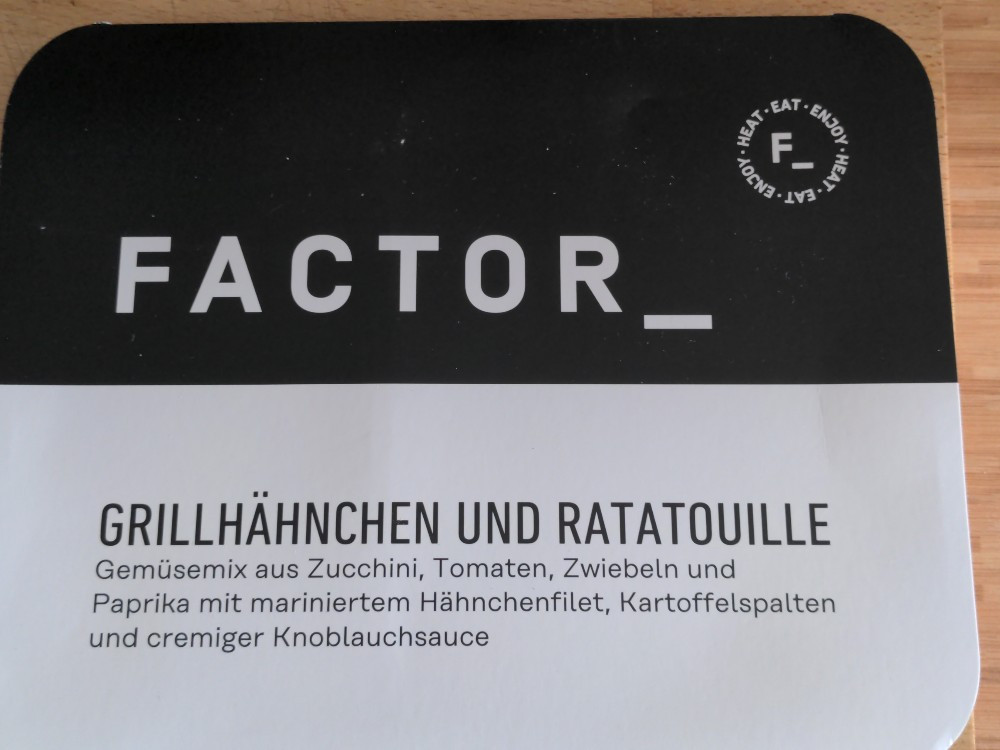 HEAT · EAT · ENJOY · HEAT · EAT · ENJOY ·
F_
FACTOR_
GRILLHÄHNCHEN UND RATATOUILLE
Gemüsemix aus Zucchini, Tomaten, Zwiebeln und
Paprika mit mariniertem Hähnchenfilet, Kartoffelspalten
und cremiger Knoblauchsauce